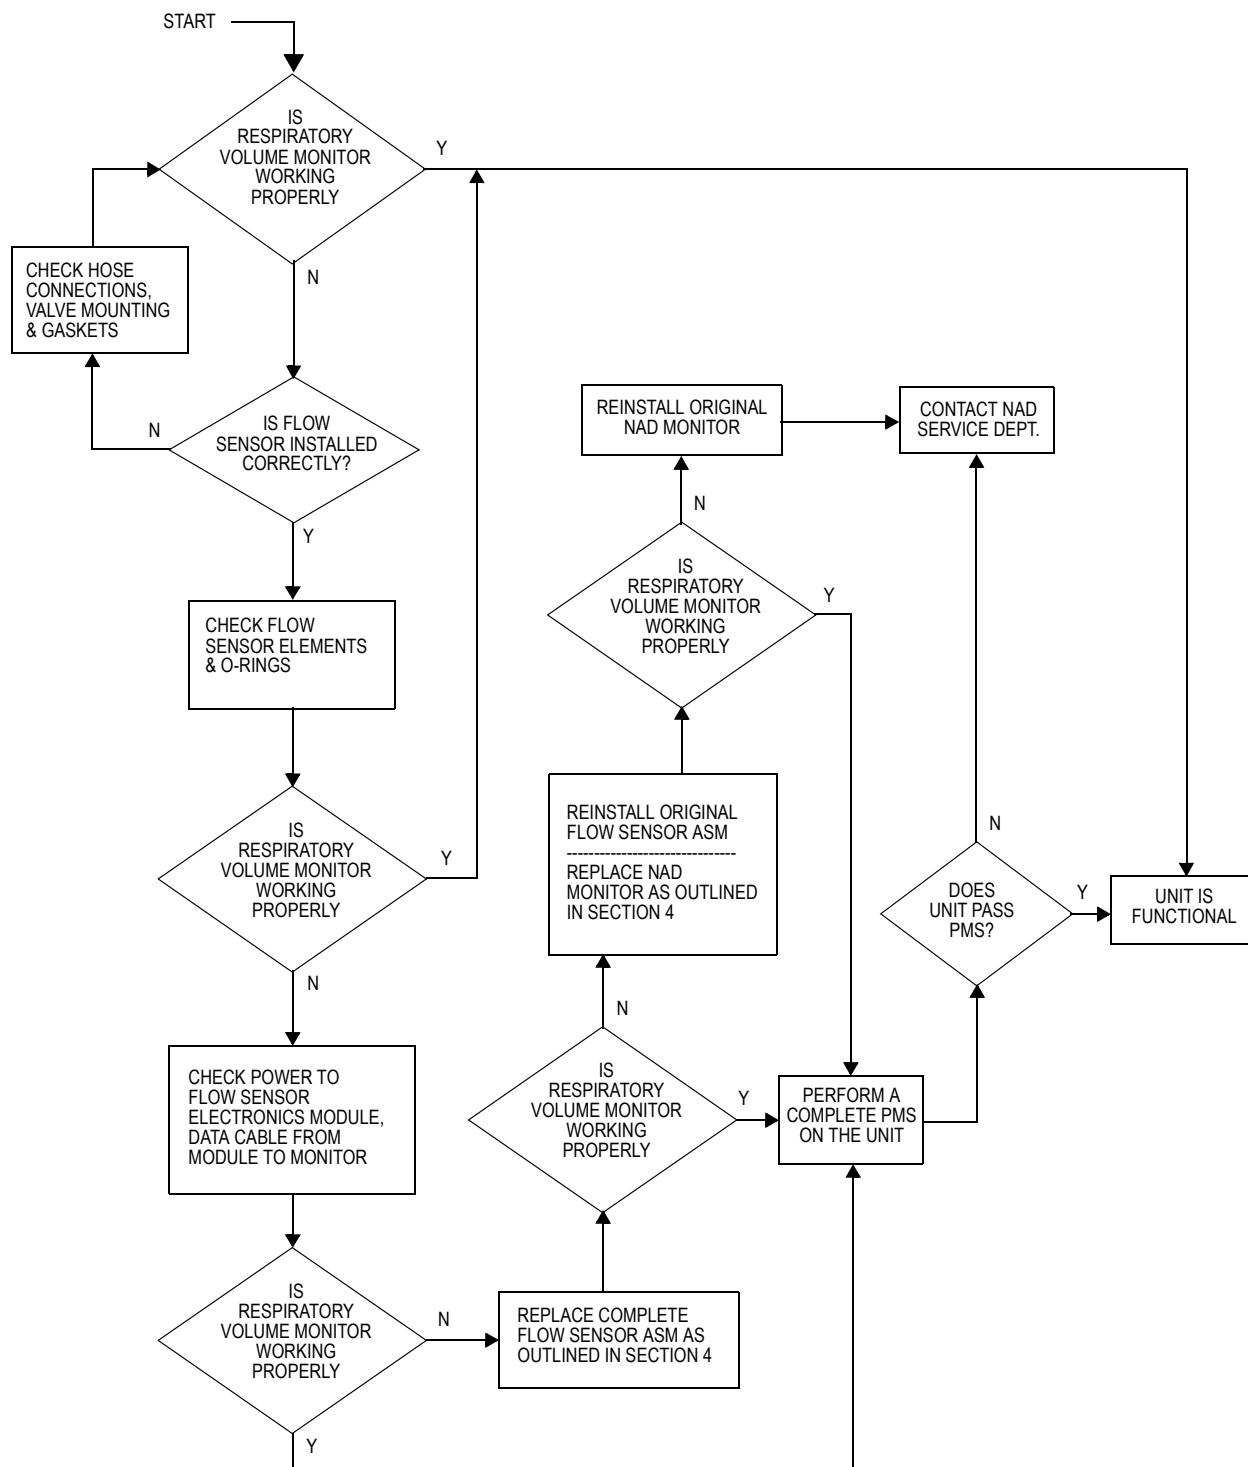 START
IS
RESPIRATORY
VOLUME MONITOR
WORKING
PROPERLY
Y
N
CHECK HOSE
CONNECTIONS,
VALVE MOUNTING
& GASKETS
N
IS FLOW
SENSOR INSTALLED
CORRECTLY?
Y
CHECK FLOW
SENSOR ELEMENTS
& O-RINGS
IS
RESPIRATORY
VOLUME MONITOR
WORKING
PROPERLY
Y
N
CHECK POWER TO
FLOW SENSOR
ELECTRONICS MODULE,
DATA CABLE FROM
MODULE TO MONITOR
IS
RESPIRATORY
VOLUME MONITOR
WORKING
PROPERLY
N
Y
REPLACE COMPLETE
FLOW SENSOR ASM AS
OUTLINED IN SECTION 4
IS
RESPIRATORY
VOLUME MONITOR
WORKING
PROPERLY
N
Y
REINSTALL ORIGINAL
FLOW SENSOR ASM
--------------------------------
REPLACE NAD
MONITOR AS OUTLINED
IN SECTION 4
IS
RESPIRATORY
VOLUME MONITOR
WORKING
PROPERLY
N
Y
REINSTALL ORIGINAL
NAD MONITOR
CONTACT NAD
SERVICE DEPT.
PERFORM A
COMPLETE PMS
ON THE UNIT
N
DOES
UNIT PASS
PMS?
Y
UNIT IS
FUNCTIONAL